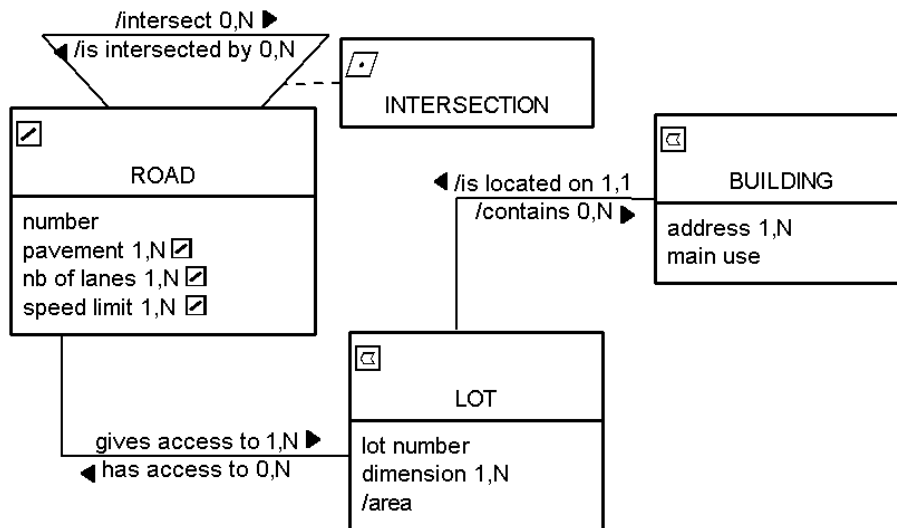 /intersect 0,N
/is intersected by 0,N
INTERSECTION
ROAD
number
pavement 1,N
nb of lanes 1,N
speed limit 1,N
/is located on 1,1
/contains 0,N
BUILDING
address 1,N
main use
gives access to 1,N
has access to 0,N
LOT
lot number
dimension 1,N
/area